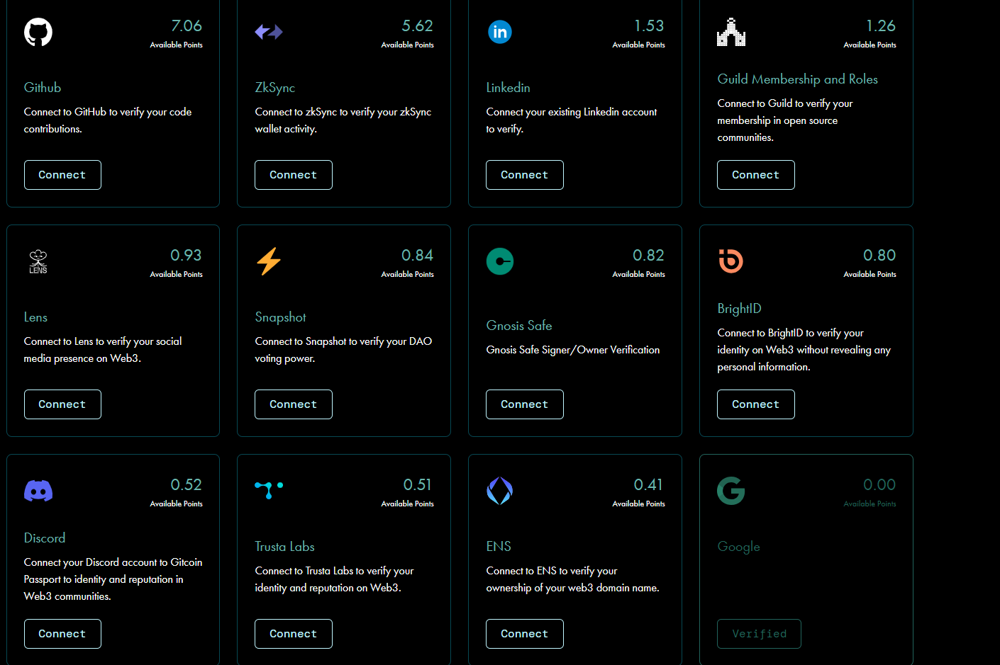 7.06
Available Points
Github
Connect to GitHub to verify your code
contributions.
Connect
5.62
Available Points
ZkSync
Connect to zkSync to verify your zkSync
wallet activity.
Connect
in
1.53
Available Points
Linkedin
Connect your existing Linkedin account
to verify.
Connect
1.26
Available Points
Guild Membership and Roles
Connect to Guild to verify your
membership in open source
communities.
Connect
LENS
0.93
Available Points
Lens
Connect to Lens to verify your social
media presence on Web3.
Connect
0.84
Available Points
Snapshot
Connect to Snapshot to verify your DAO
voting power.
Connect
0.82
Available Points
Gnosis Safe
Gnosis Safe Signer/Owner Verification
Connect
0.80
Available Points
BrightID
Connect to BrightID to verify your
identity on Web3 without revealing any
personal information.
Connect
0.52
Available Points
Discord
Connect your Discord account to Gitcoin
Passport to identity and reputation in
Web3 communities.
Connect
0.51
Available Points
Trusta Labs
Connect to Trusta Labs to verify your
identity and reputation on Web3.
Connect
0.41
Available Points
ENS
Connect to ENS to verify your
ownership of your web3 domain name.
Connect
G
0.00
Available Points
Google
Verified